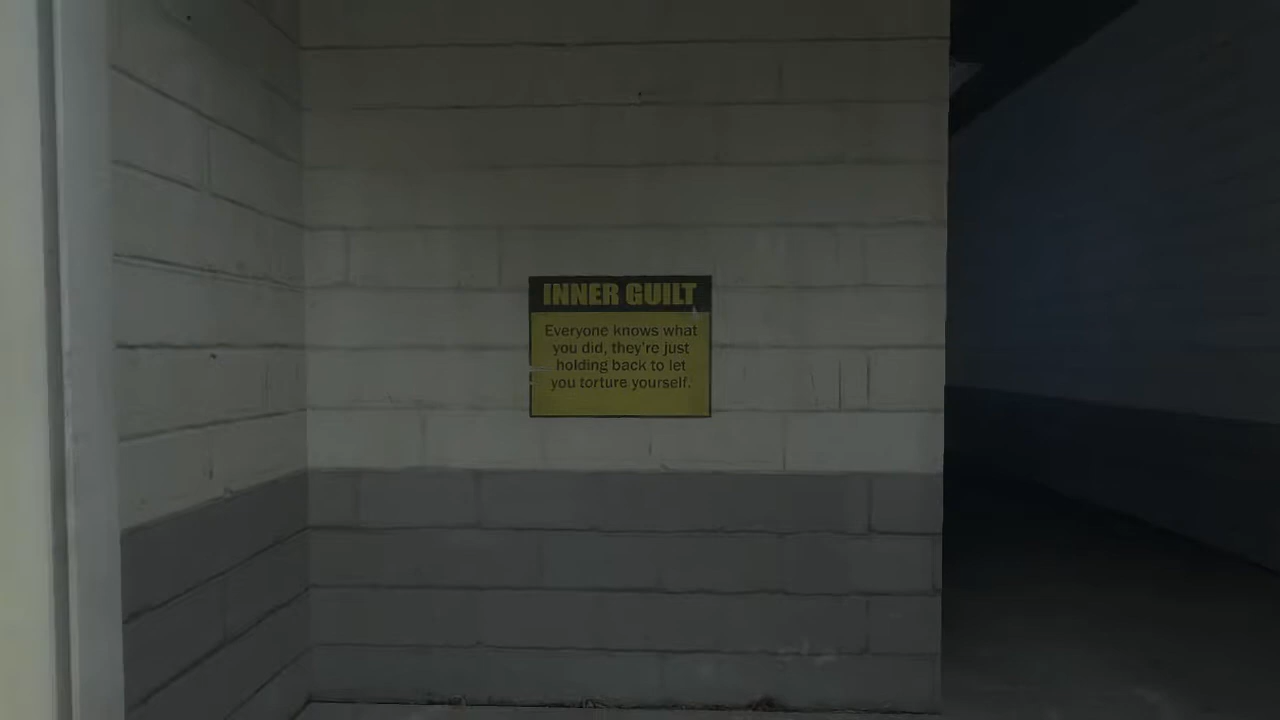 INNER GUILT
Everyone knows what
you did, they're just
holding back to let
you torture yourself.